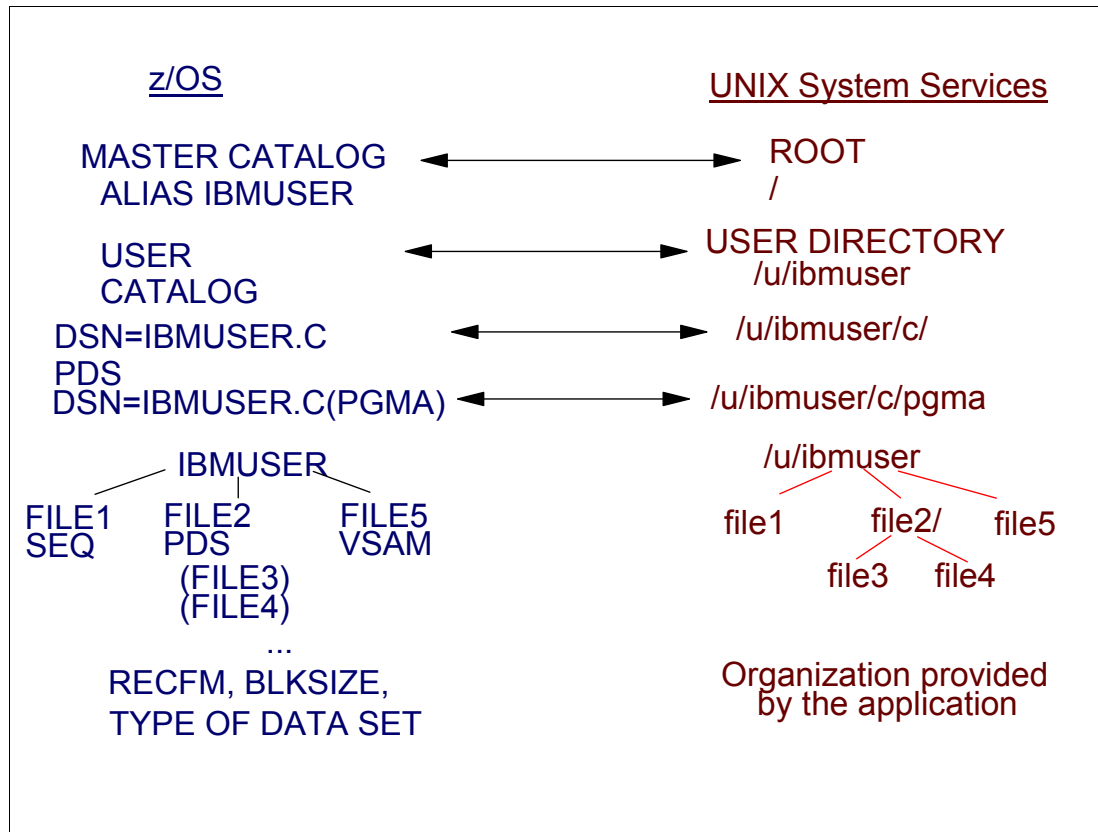 z/OS
UNIX System Services
MASTER CATALOG
ALIAS IBMUSER
ROOT
/
USER
CATALOG
USER DIRECTORY
/u/ibmuser
DSN=IBMUSER.C
PDS
/u/ibmuser/c/
DSN=IBMUSER.C(PGMA)
/u/ibmuser/c/pgma
IBMUSER
FILE1
SEQ
FILE2
PDS
(FILE3)
(FILE4)
FILE5
VSAM
/u/ibmuser
file1
file2/
file5
file3
file4
...
RECFM, BLKSIZE,
TYPE OF DATA SET
Organization provided
by the application